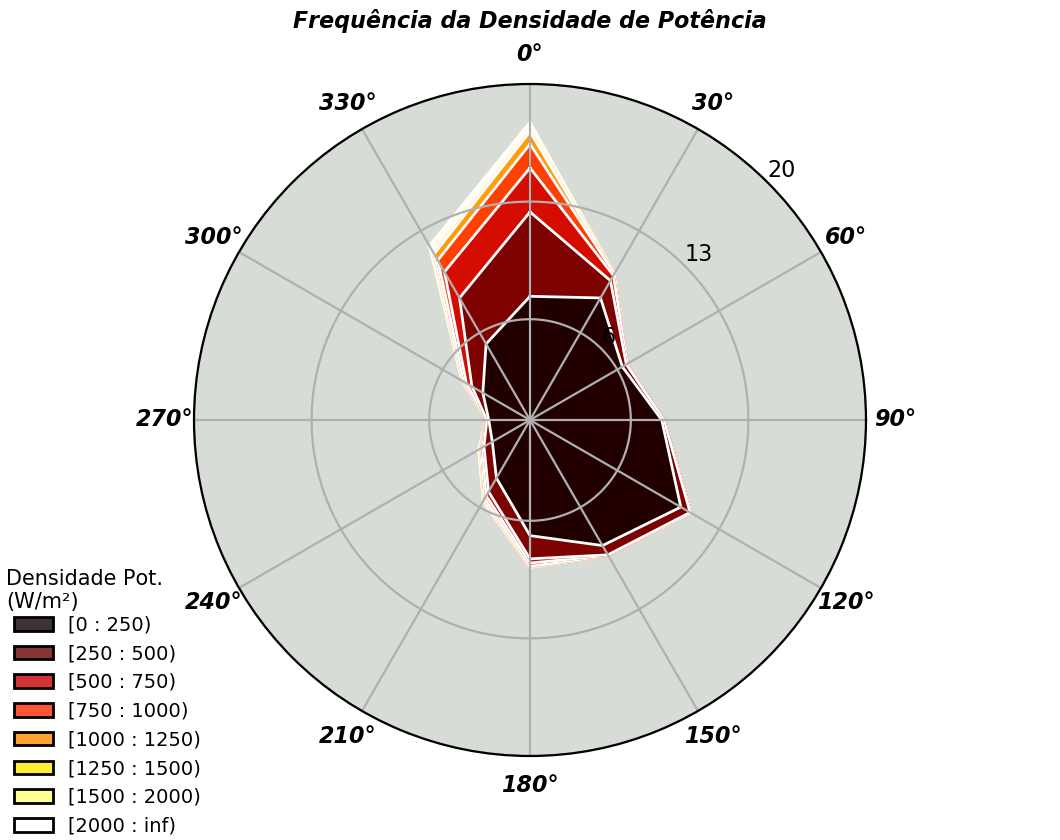 Frequência da Densidade de Potência
0°
330°
30°
20
300°
60°
13
6
270°
90°
240°
120°
210°
150°
180°
Densidade Pot.
(W/m²)
[0 : 250)
[250 : 500)
[500 : 750)
[750 : 1000)
[1000 : 1250)
[1250 : 1500)
[1500 : 2000)
[2000 : inf)